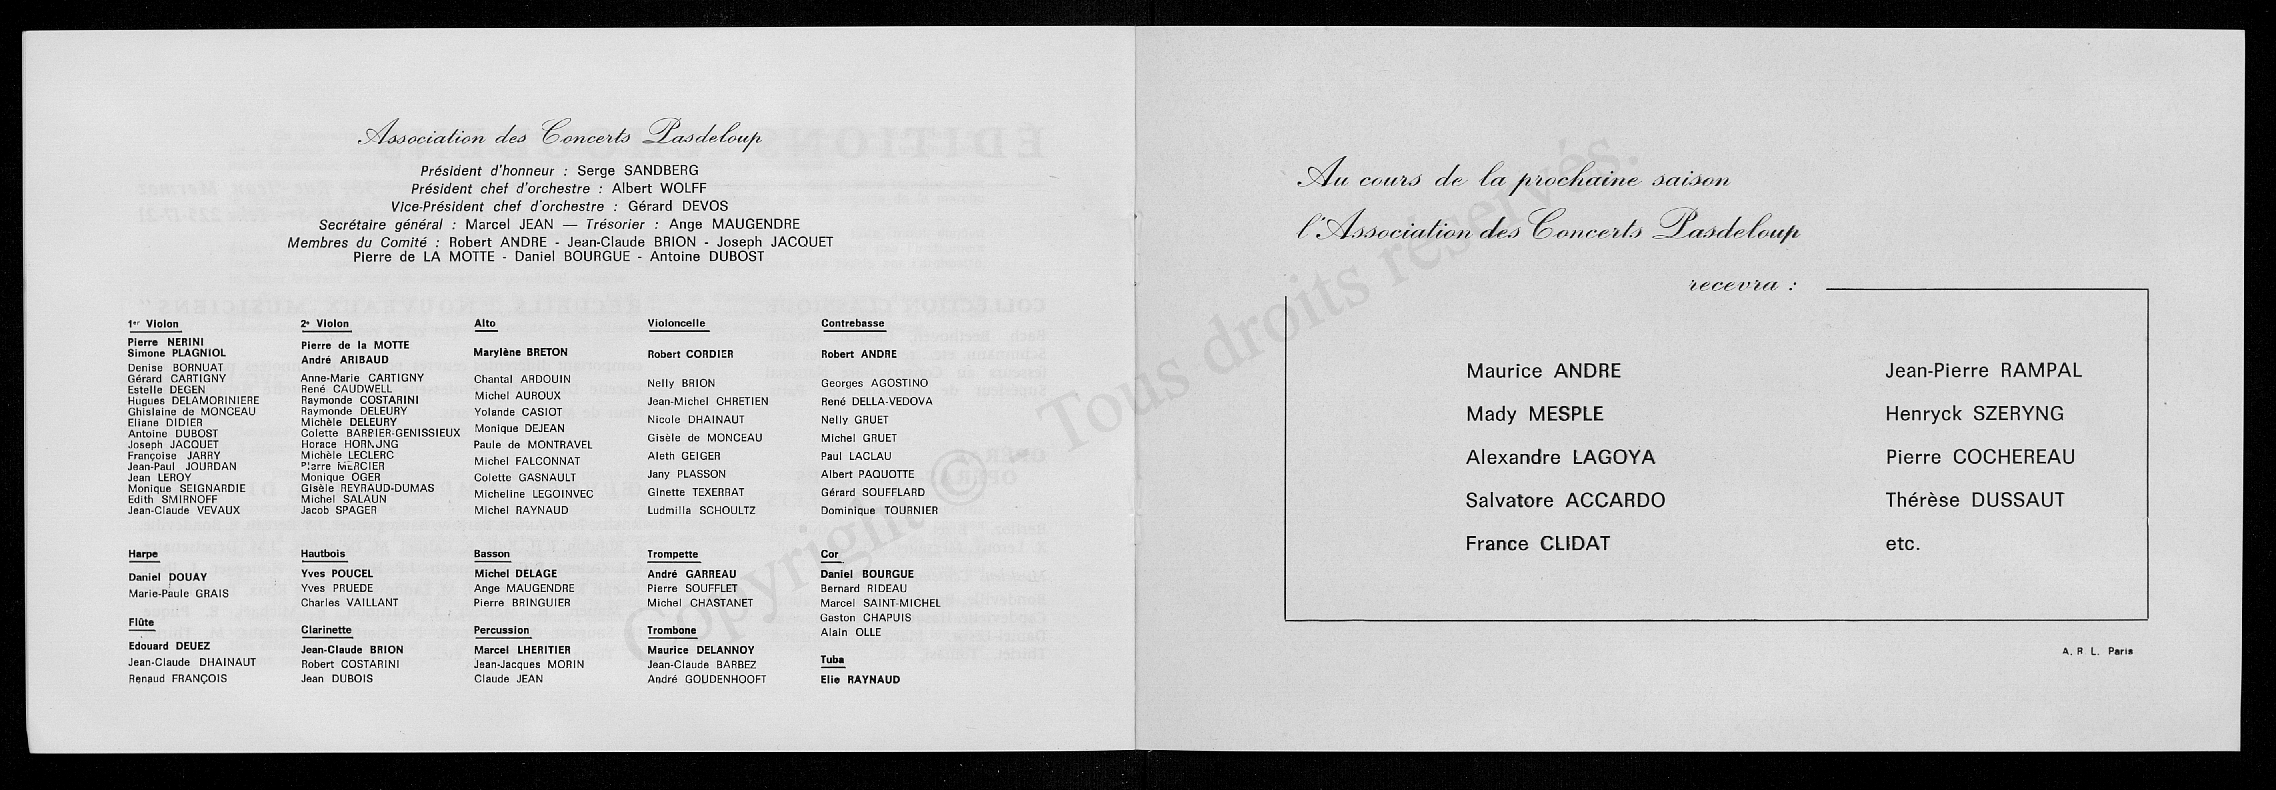 Association des Concerts Pasdeloup
Président d'honneur : Serge SANDBERG
Président chef d'orchestre : Albert WOLFF
Vice-Président chef d'orchestre : Gérard DEVOS
Secrétaire général : Marcel JEAN — Trésorier : Ange MAUGENDRE
Membres du Comité : Robert ANDRE - Jean-Claude BRION - Joseph JACQUET
Pierre de LA MOTTE - Daniel BOURGUE - Antoine DUBOST
1er Violon
Pierre NERINI
Simone PLAGNIOL
Denise BORNUAT
Gérard CARTIGNY
Estelle DEGEN
Hugues DELAMORINIERE
Ghislaine de MONCEAU
Eliane DIDIER
Antoine DUBOST
Joseph JACQUET
Françoise JARRY
Jean-Paul JOURDAN
Jean LEROY
Monique SEIGNARDIE
Edith SMIRNOFF
Jean-Claude VEVAUX
2e Violon
Pierre de la MOTTE
André ARIBAUD
Anne-Marie CARTIGNY
René CAUDWELL
Raymonde COSTARINI
Raymonde DELEURY
Michèle DELEURY
Colette BARBIER-GENISSIEUX
Horace HORNUNG
Michèle LECLERC
Pierre MERCIER
Monique OGER
Gisèle REYRAUD-DUMAS
Michel SALAUN
Jacob SPAGER
Alto
Marylène BRETON
Chantal ARDOUIN
Michel AUROUX
Yolande CASIOT
Monique DEJEAN
Paule de MONTRAVEL
Michel FALCONNAT
Colette GASNAULT
Micheline LEGOINVEC
Michel RAYNAUD
Violoncelle
Robert CORDIER
Nelly BRION
Jean-Michel CHRETIEN
Nicole DHAINAUT
Gisèle de MONCEAU
Aleth GEIGER
Jany PLASSON
Ginette TEXERRAT
Ludmilla SCHOULTZ
Contrebasse
Robert ANDRE
Georges AGOSTINO
René DELLA-VEDOVA
Nelly GRUET
Michel GRUET
Paul LACLAU
Albert PAQUOTTE
Gérard SOUFFLARD
Dominique TOURNIER
Harpe
Daniel DOUAY
Marie-Paule GRAIS
Flûte
Edouard DEUEZ
Jean-Claude DHAINAUT
Renaud FRANÇOIS
Hautbois
Yves POUCEL
Yves PRUEDE
Charles VAILLANT
Clarinette
Jean-Claude BRION
Robert COSTARINI
Jean DUBOIS
Basson
Michel DELAGE
Ange MAUGENDRE
Pierre BRINGUIER
Percussion
Marcel LHERITIER
Jean-Jacques MORIN
Claude JEAN
Trompette
André GARREAU
Pierre SOUFFLET
Michel CHASTANET
Trombone
Maurice DELANNOY
Jean-Claude BARBEZ
André GOUDENHOOFT
Cor
Daniel BOURGUE
Bernard RIDEAU
Marcel SAINT-MICHEL
Gaston CHAPUIS
Alain OLLE
Tuba
Elie RAYNAUD
Au cours de la prochaine saison
l'Association des Concerts Pasdeloup
recevra :
Maurice ANDRE
Mady MESPLE
Alexandre LAGOYA
Salvatore ACCARDO
France CLIDAT
Jean-Pierre RAMPAL
Henryck SZERYNG
Pierre COCHEREAU
Thérèse DUSSAUT
etc.
A. R L. Paris
Copyright © - Tous droits réservés.